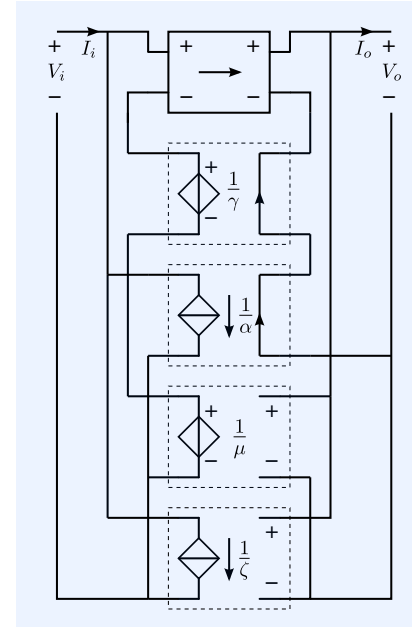 + + + +
I_i I_o
V_i V_o
− − − −
+
1/γ
−
1/α
+ 1/μ +
− −
+
1/ζ
−